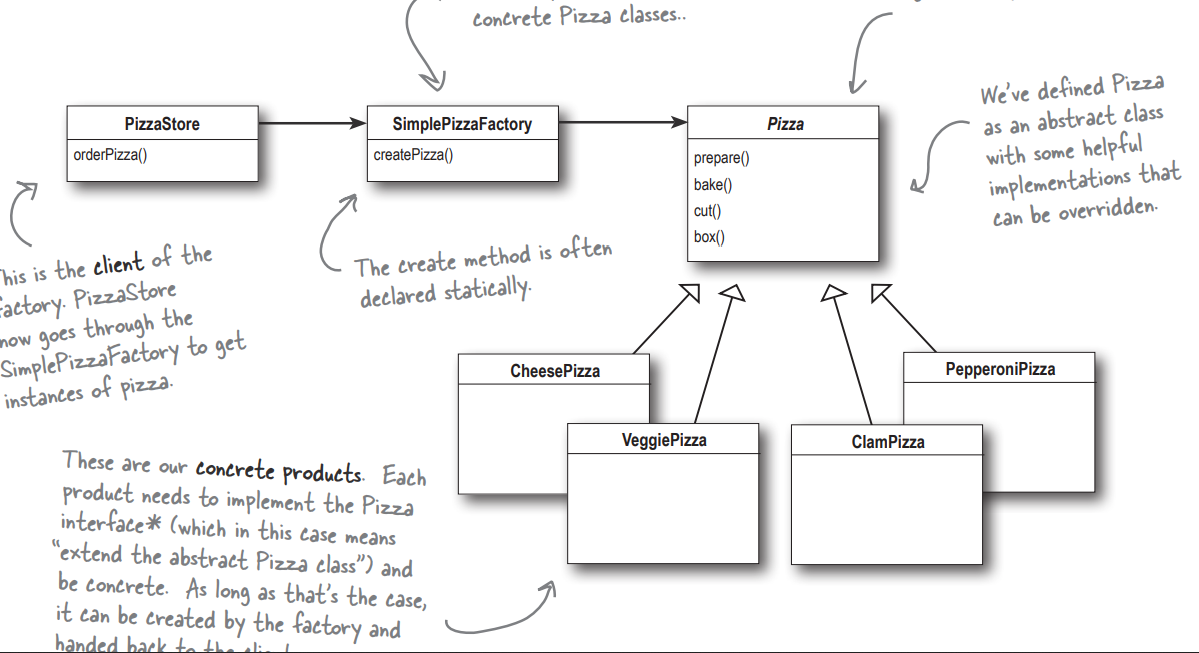 concrete Pizza classes..
PizzaStore
orderPizza()
SimplePizzaFactory
createPizza()
Pizza
prepare()
bake()
cut()
box()
We've defined Pizza
as an abstract class
with some helpful
implementations that
can be overridden.
This is the client of the
factory. PizzaStore
now goes through the
SimplePizzaFactory to get
instances of pizza.
The create method is often
declared statically.
CheesePizza
VeggiePizza
ClamPizza
PepperoniPizza
These are our concrete products. Each
product needs to implement the Pizza
interface* (which in this case means
“extend the abstract Pizza class”) and
be concrete. As long as that's the case,
it can be created by the factory and
handed back to the